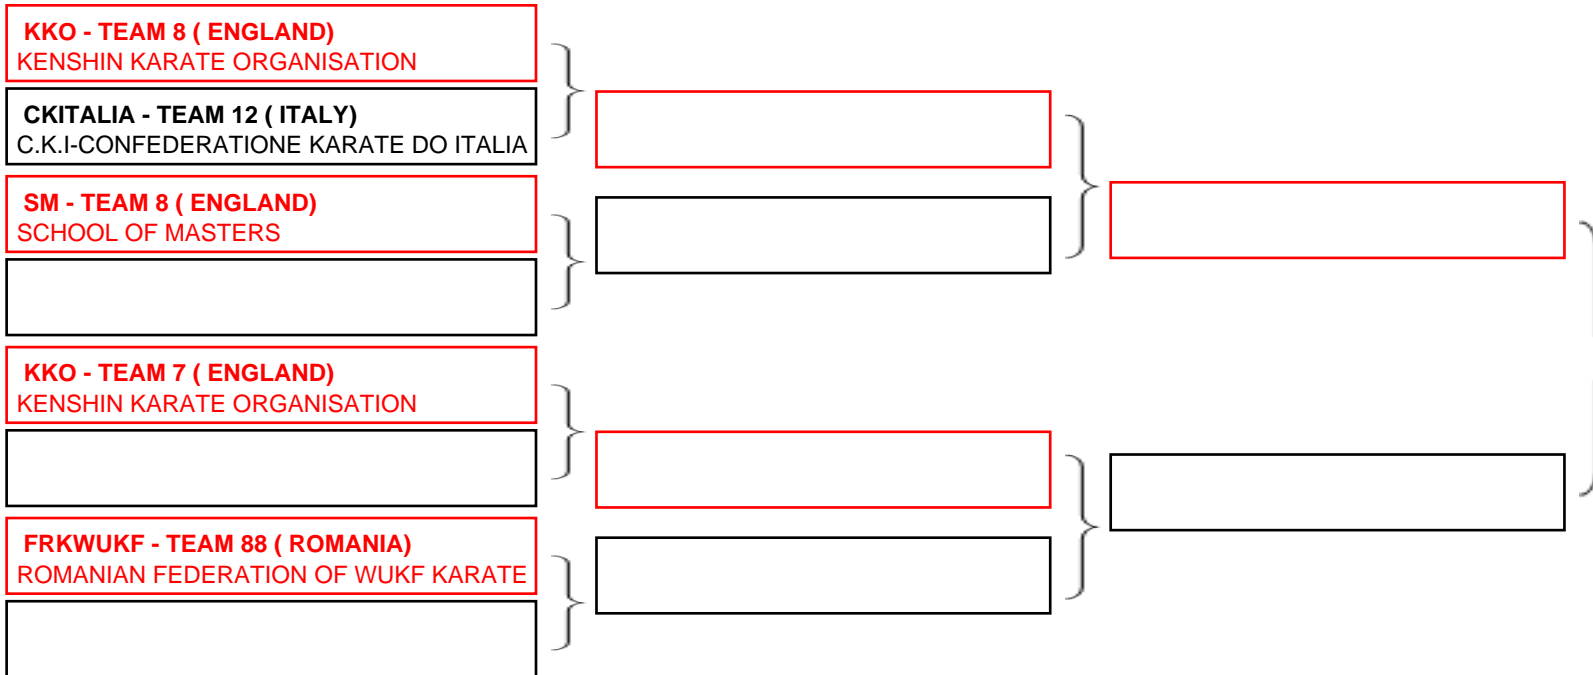 KKO - TEAM 8 ( ENGLAND)
KENSHIN KARATE ORGANISATION
CKITALIA - TEAM 12 ( ITALY)
C.K.I-CONFEDERATIONE KARATE DO ITALIA
SM - TEAM 8 ( ENGLAND)
SCHOOL OF MASTERS
KKO - TEAM 7 ( ENGLAND)
KENSHIN KARATE ORGANISATION
FRKWUKF - TEAM 88 ( ROMANIA)
ROMANIAN FEDERATION OF WUKF KARATE